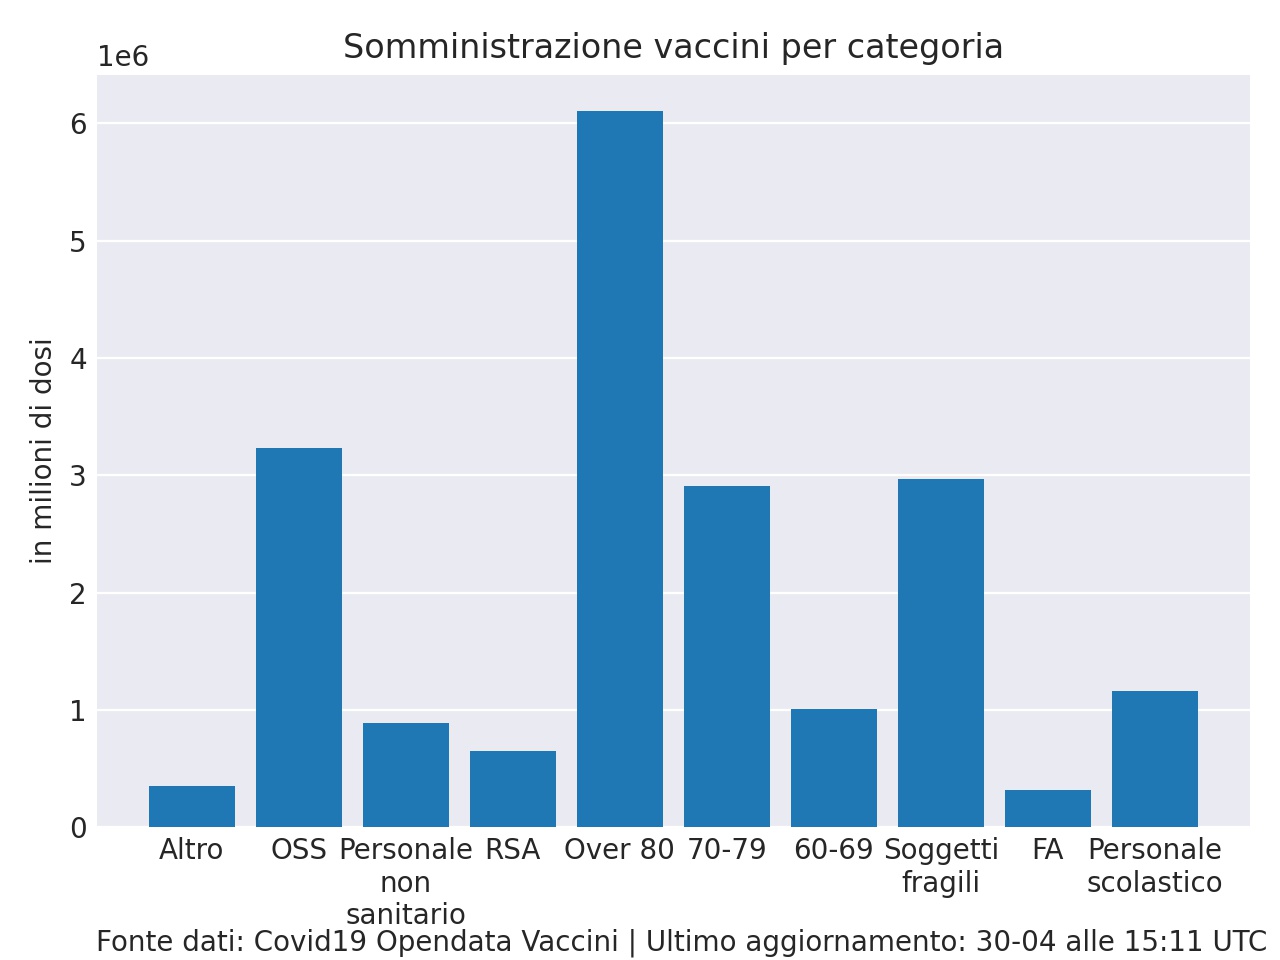 Somministrazione vaccini per categoria
1e6
6
5
4
3
2
1
0
in milioni di dosi
Altro
OSS
Personale
non
sanitario
RSA
Over 80
70-79
60-69
Soggetti
fragili
FA
Personale
scolastico
Fonte dati: Covid19 Opendata Vaccini | Ultimo aggiornamento: 30-04 alle 15:11 UTC